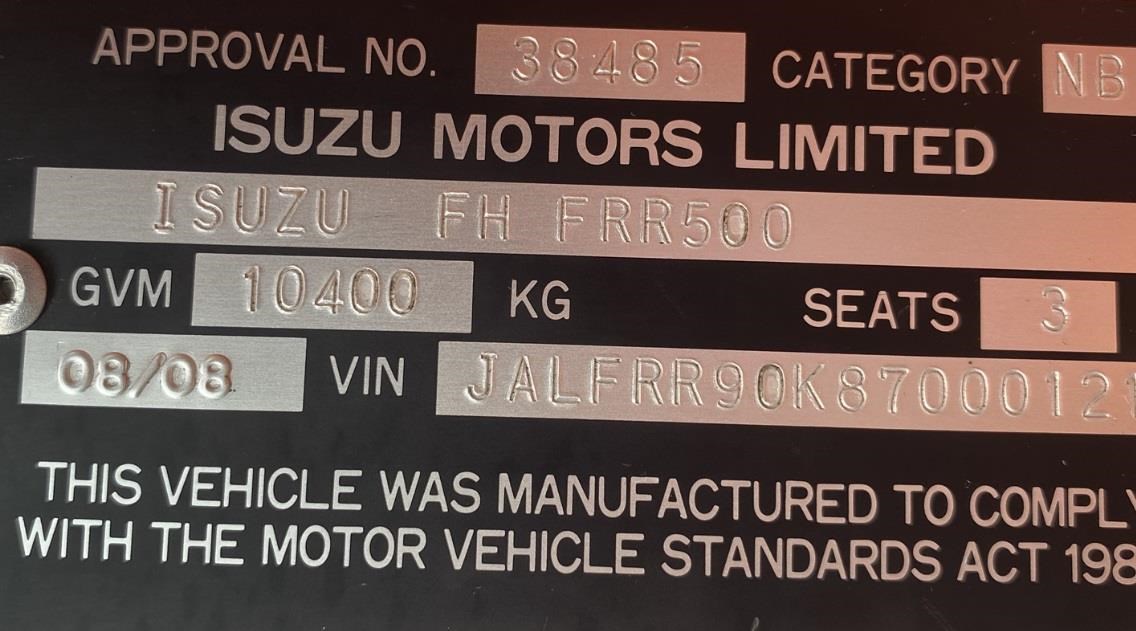 APPROVAL NO. 38485 CATEGORY NB
ISUZU MOTORS LIMITED
ISUZU FH FRR500
GVM 10400 KG SEATS 3
08/08 VIN JALFRR90K87000121
THIS VEHICLE WAS MANUFACTURED TO COMPLY
WITH THE MOTOR VEHICLE STANDARDS ACT 198